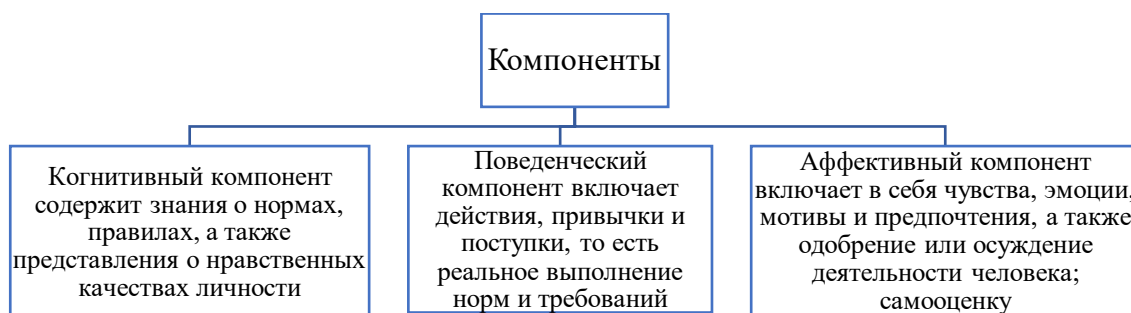 Компоненты
Когнитивный компонент
содержит знания о нормах,
правилах, а также
представления о нравственных
качествах личности
Поведенческий
компонент включает
действия, привычки и
поступки, то есть
реальное выполнение
норм и требований
Аффективный компонент
включает в себя чувства, эмоции,
мотивы и предпочтения, а также
одобрение или осуждение
деятельности человека;
самооценку